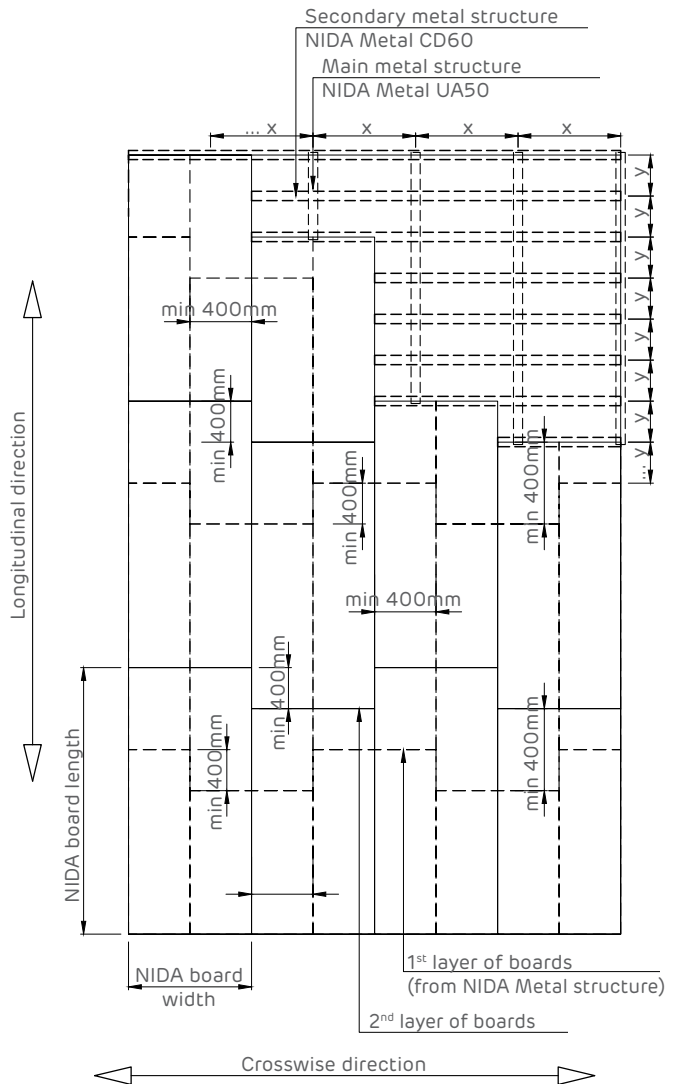 Secondary metal structure
NIDA Metal CD60
Main metal structure
NIDA Metal UA50
... x
x
x
x
y
y
y
y
y
y
y
... y
min 400mm
min 400mm
min 400mm
min 400mm
min 400mm
min 400mm
min 400mm
min 400mm
Longitudinal direction
NIDA board length
NIDA board
width
1st layer of boards
(from NIDA Metal structure)
2nd layer of boards
Crosswise direction